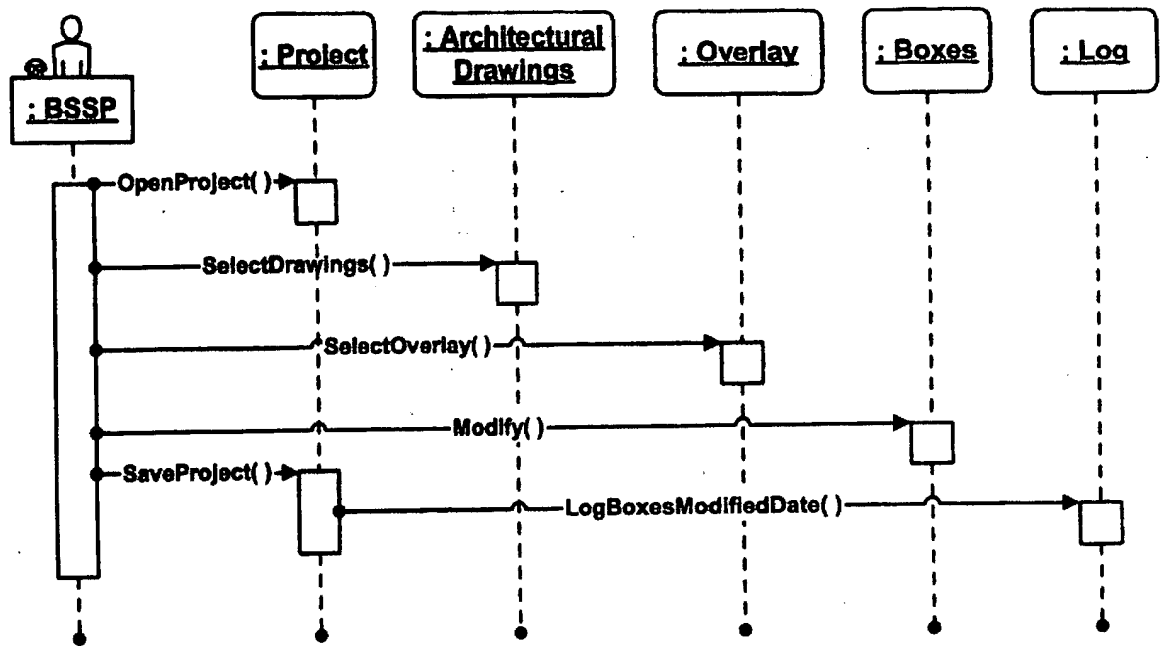 : BSSP
: Project
: Architectural
Drawings
: Overlay
: Boxes
: Log
OpenProject( )
SelectDrawings( )
SelectOverlay( )
Modify( )
SaveProject( )
LogBoxesModifiedDate( )